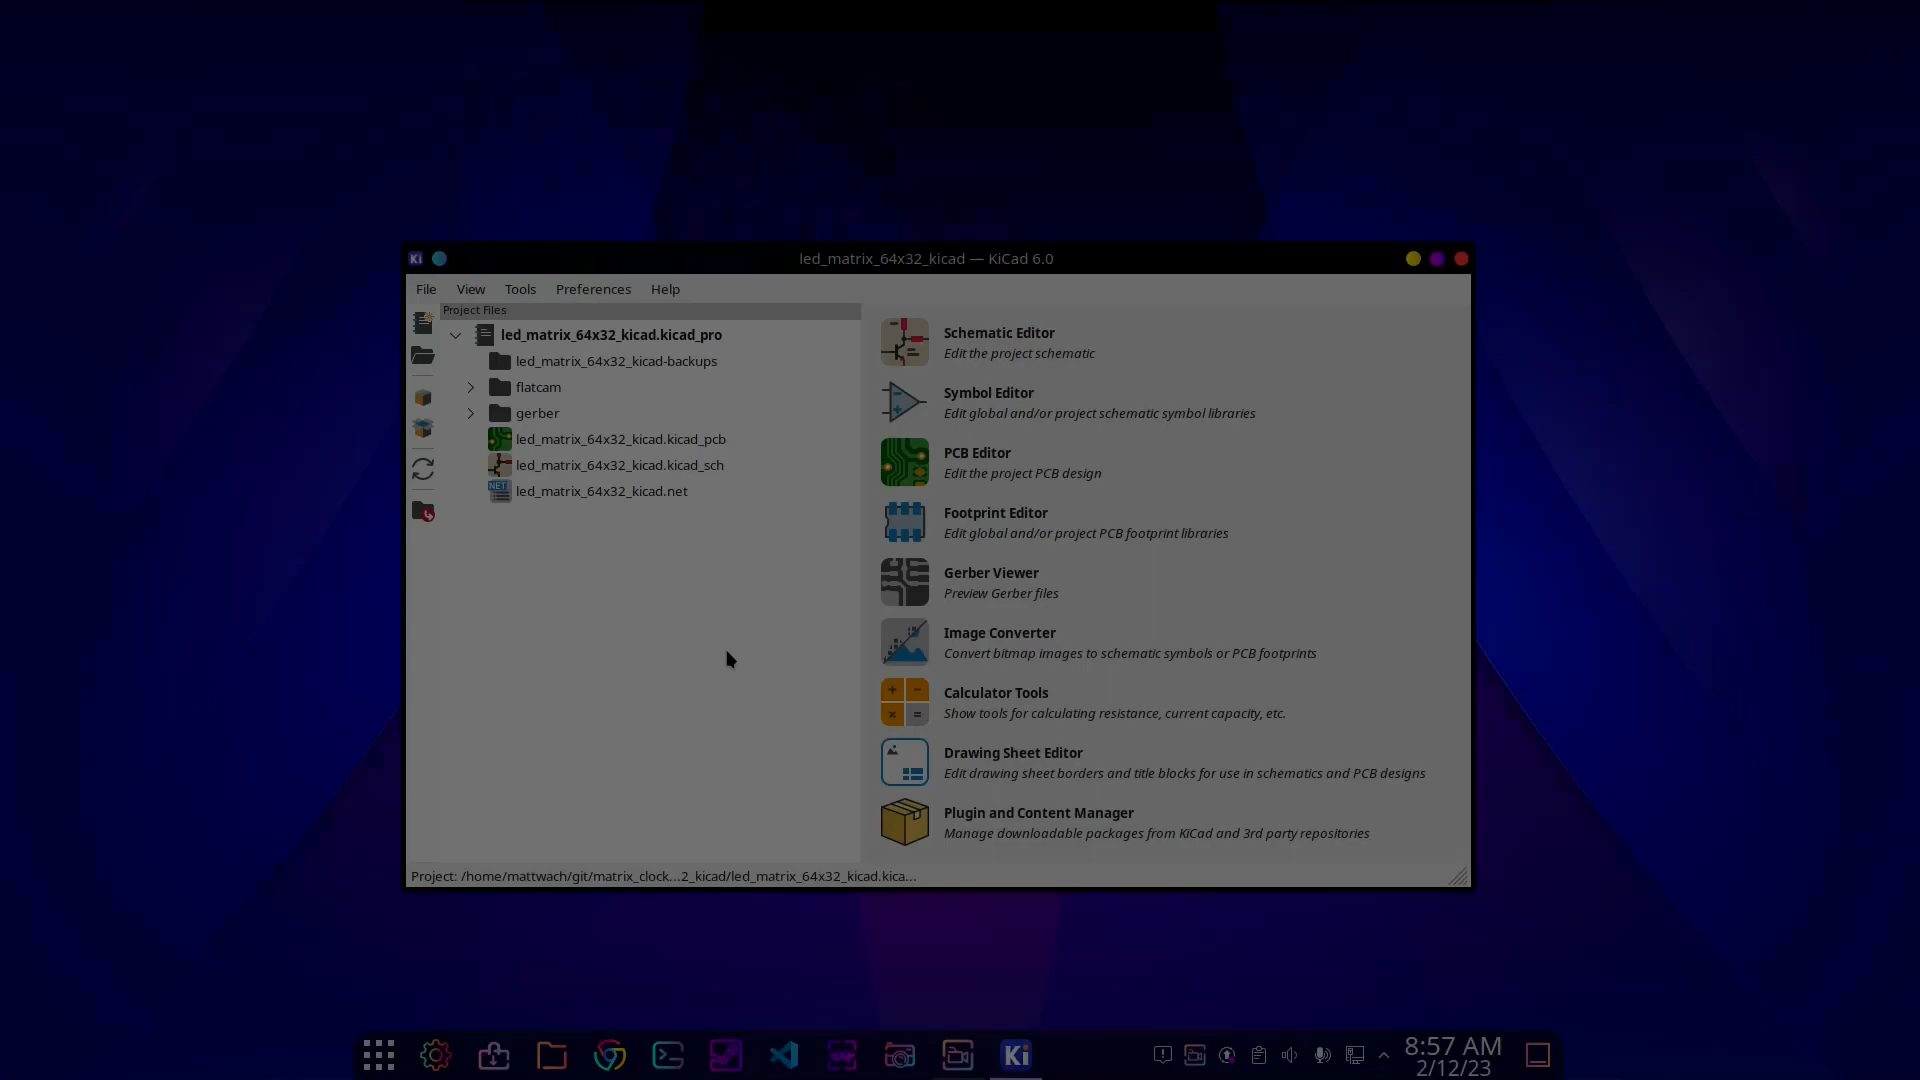 led_matrix_64x32_kicad — KiCad 6.0
File View Tools Preferences Help
Project Files
led_matrix_64x32_kicad.kicad_pro
led_matrix_64x32_kicad-backups
flatcam
gerber
led_matrix_64x32_kicad.kicad_pcb
led_matrix_64x32_kicad.kicad_sch
NET
led_matrix_64x32_kicad.net
Schematic Editor
Edit the project schematic
Symbol Editor
Edit global and/or project schematic symbol libraries
PCB Editor
Edit the project PCB design
Footprint Editor
Edit global and/or project PCB footprint libraries
Gerber Viewer
Preview Gerber files
Image Converter
Convert bitmap images to schematic symbols or PCB footprints
Calculator Tools
Show tools for calculating resistance, current capacity, etc.
Drawing Sheet Editor
Edit drawing sheet borders and title blocks for use in schematics and PCB designs
Plugin and Content Manager
Manage downloadable packages from KiCad and 3rd party repositories
Project: /home/mattwach/git/matrix_clock...2_kicad/led_matrix_64x32_kicad.kica...
Ki
8:57 AM
2/12/23